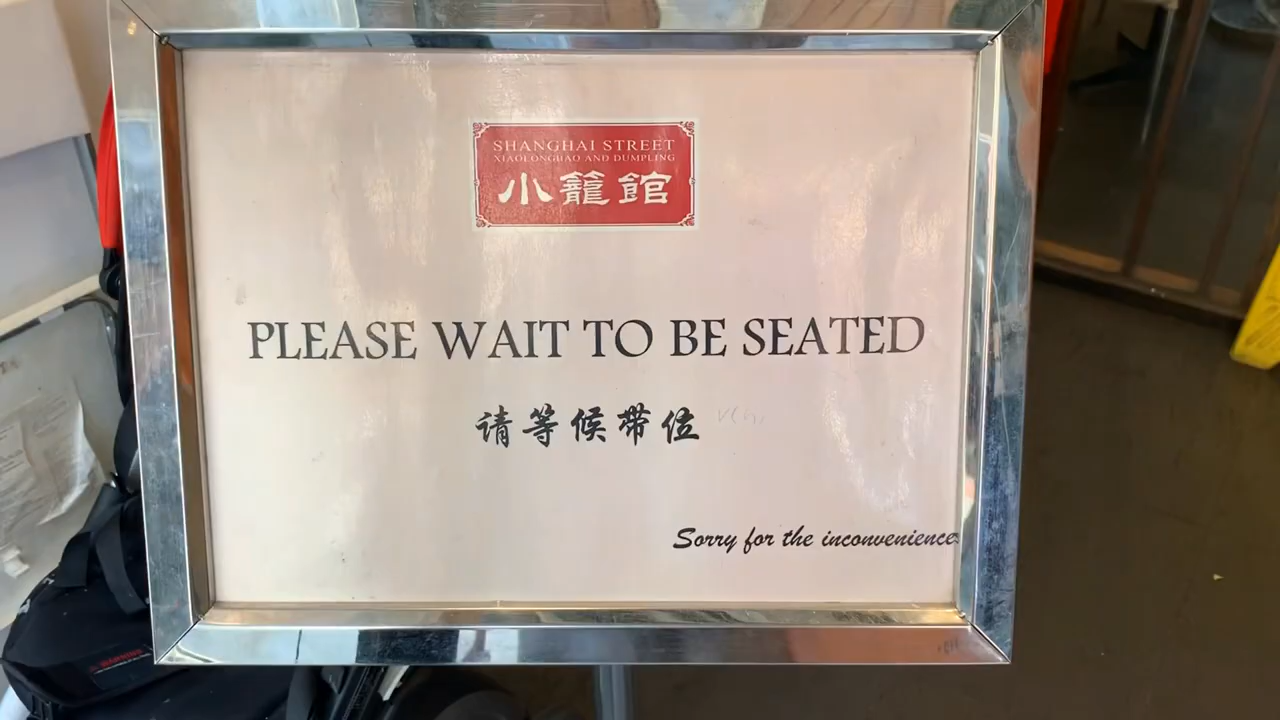 SHANGHAI STREET
XIAOLONGBAO AND DUMPLING
小籠館
PLEASE WAIT TO BE SEATED
请等候带位
Sorry for the inconvenience
WARNING